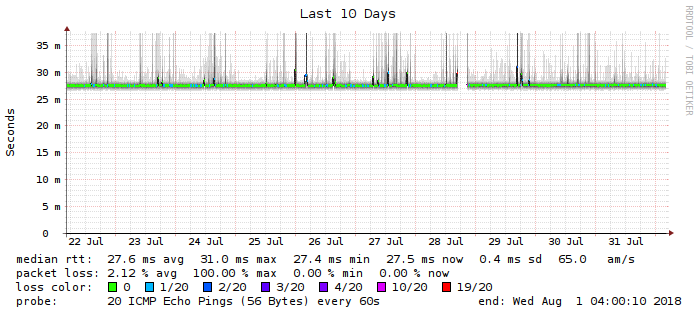 Last 10 Days
RRDTOOL / TOBI OETIKER
Seconds
35 m
30 m
25 m
20 m
15 m
10 m
5 m
0
22 Jul 23 Jul 24 Jul 25 Jul 26 Jul 27 Jul 28 Jul 29 Jul 30 Jul 31 Jul
median rtt: 27.6 ms avg 31.0 ms max 27.4 ms min 27.5 ms now 0.4 ms sd 65.0 am/s
packet loss: 2.12 % avg 100.00 % max 0.00 % min 0.00 % now
loss color: 0 1/20 2/20 3/20 4/20 10/20 19/20
probe: 20 ICMP Echo Pings (56 Bytes) every 60s end: Wed Aug 1 04:00:10 2018